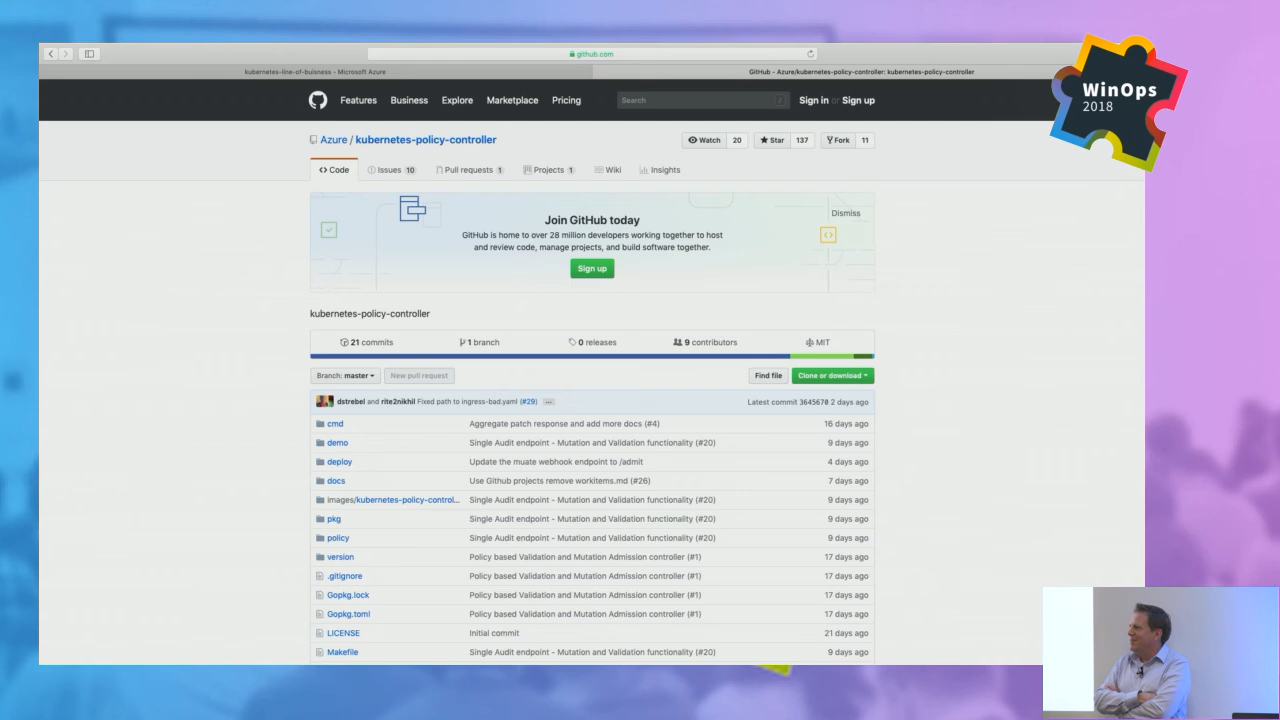 github.com
kubernetes-line-of-buisness - Microsoft Azure
GitHub - Azure/kubernetes-policy-controller: kubernetes-policy-controller
WinOps
2018
Features Business Explore Marketplace Pricing Search / Sign in or Sign up
Azure / kubernetes-policy-controller Watch 20 Star 137 Fork 11
Code Issues 10 Pull requests 1 Projects 1 Wiki Insights
Join GitHub today
Dismiss
GitHub is home to over 28 million developers working together to host
and review code, manage projects, and build software together.
Sign up
kubernetes-policy-controller
21 commits 1 branch 0 releases 9 contributors MIT
Branch: master New pull request Find file Clone or download
dstrebel and rite2nikhil Fixed path to ingress-bad.yaml (#29) ... Latest commit 3645670 2 days ago
cmd Aggregate patch response and add more docs (#4) 16 days ago
demo Single Audit endpoint - Mutation and Validation functionality (#20) 9 days ago
deploy Update the muate webhook endpoint to /admit 4 days ago
docs Use Github projects remove workitems.md (#26) 7 days ago
images/kubernetes-policy-control... Single Audit endpoint - Mutation and Validation functionality (#20) 9 days ago
pkg Single Audit endpoint - Mutation and Validation functionality (#20) 9 days ago
policy Single Audit endpoint - Mutation and Validation functionality (#20) 9 days ago
version Policy based Validation and Mutation Admission controller (#1) 17 days ago
.gitignore Policy based Validation and Mutation Admission controller (#1) 17 days ago
Gopkg.lock Policy based Validation and Mutation Admission controller (#1) 17 days ago
Gopkg.toml Policy based Validation and Mutation Admission controller (#1) 17 days ago
LICENSE Initial commit 21 days ago
Makefile Single Audit endpoint - Mutation and Validation functionality (#20) 9 days ago